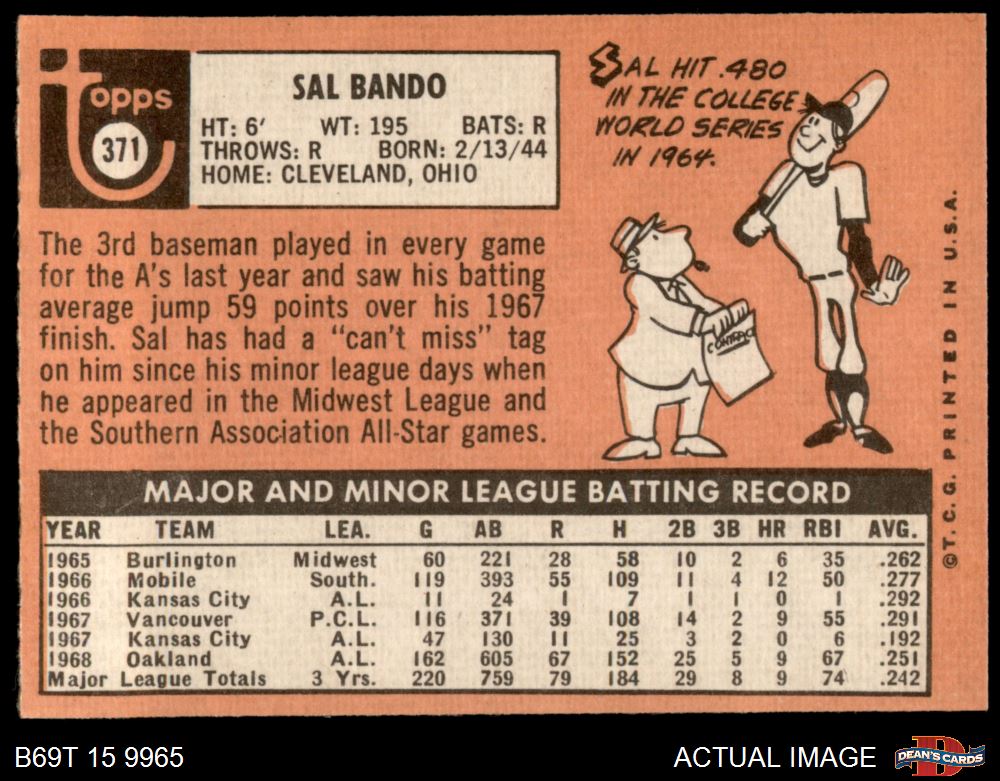 Topps
371
SAL BANDO
HT: 6' WT: 195 BATS: R
THROWS: R BORN: 2/13/44
HOME: CLEVELAND, OHIO
SAL HIT .480
IN THE COLLEGE
WORLD SERIES
IN 1964.
CONTRACT
The 3rd baseman played in every game
for the A's last year and saw his batting
average jump 59 points over his 1967
finish. Sal has had a "can't miss" tag
on him since his minor league days when
he appeared in the Midwest League and
the Southern Association All-Star games.
MAJOR AND MINOR LEAGUE BATTING RECORD
YEAR TEAM LEA. G AB R H 2B 3B HR RBI AVG.
1965 Burlington Midwest 60 221 28 58 10 2 6 35 .262
1966 Mobile South. 119 393 55 109 11 4 12 50 .277
1966 Kansas City A.L. 11 24 1 7 1 1 0 1 .292
1967 Vancouver P.C.L. 116 371 39 108 14 2 9 55 .291
1967 Kansas City A.L. 47 130 11 25 3 2 0 6 .192
1968 Oakland A.L. 162 605 67 152 25 5 9 67 .251
Major League Totals 3 Yrs. 220 759 79 184 29 8 9 74 .242
©T. C. G. PRINTED IN U.S.A.
B69T 15 9965
ACTUAL IMAGE
D
DEAN'S CARDS